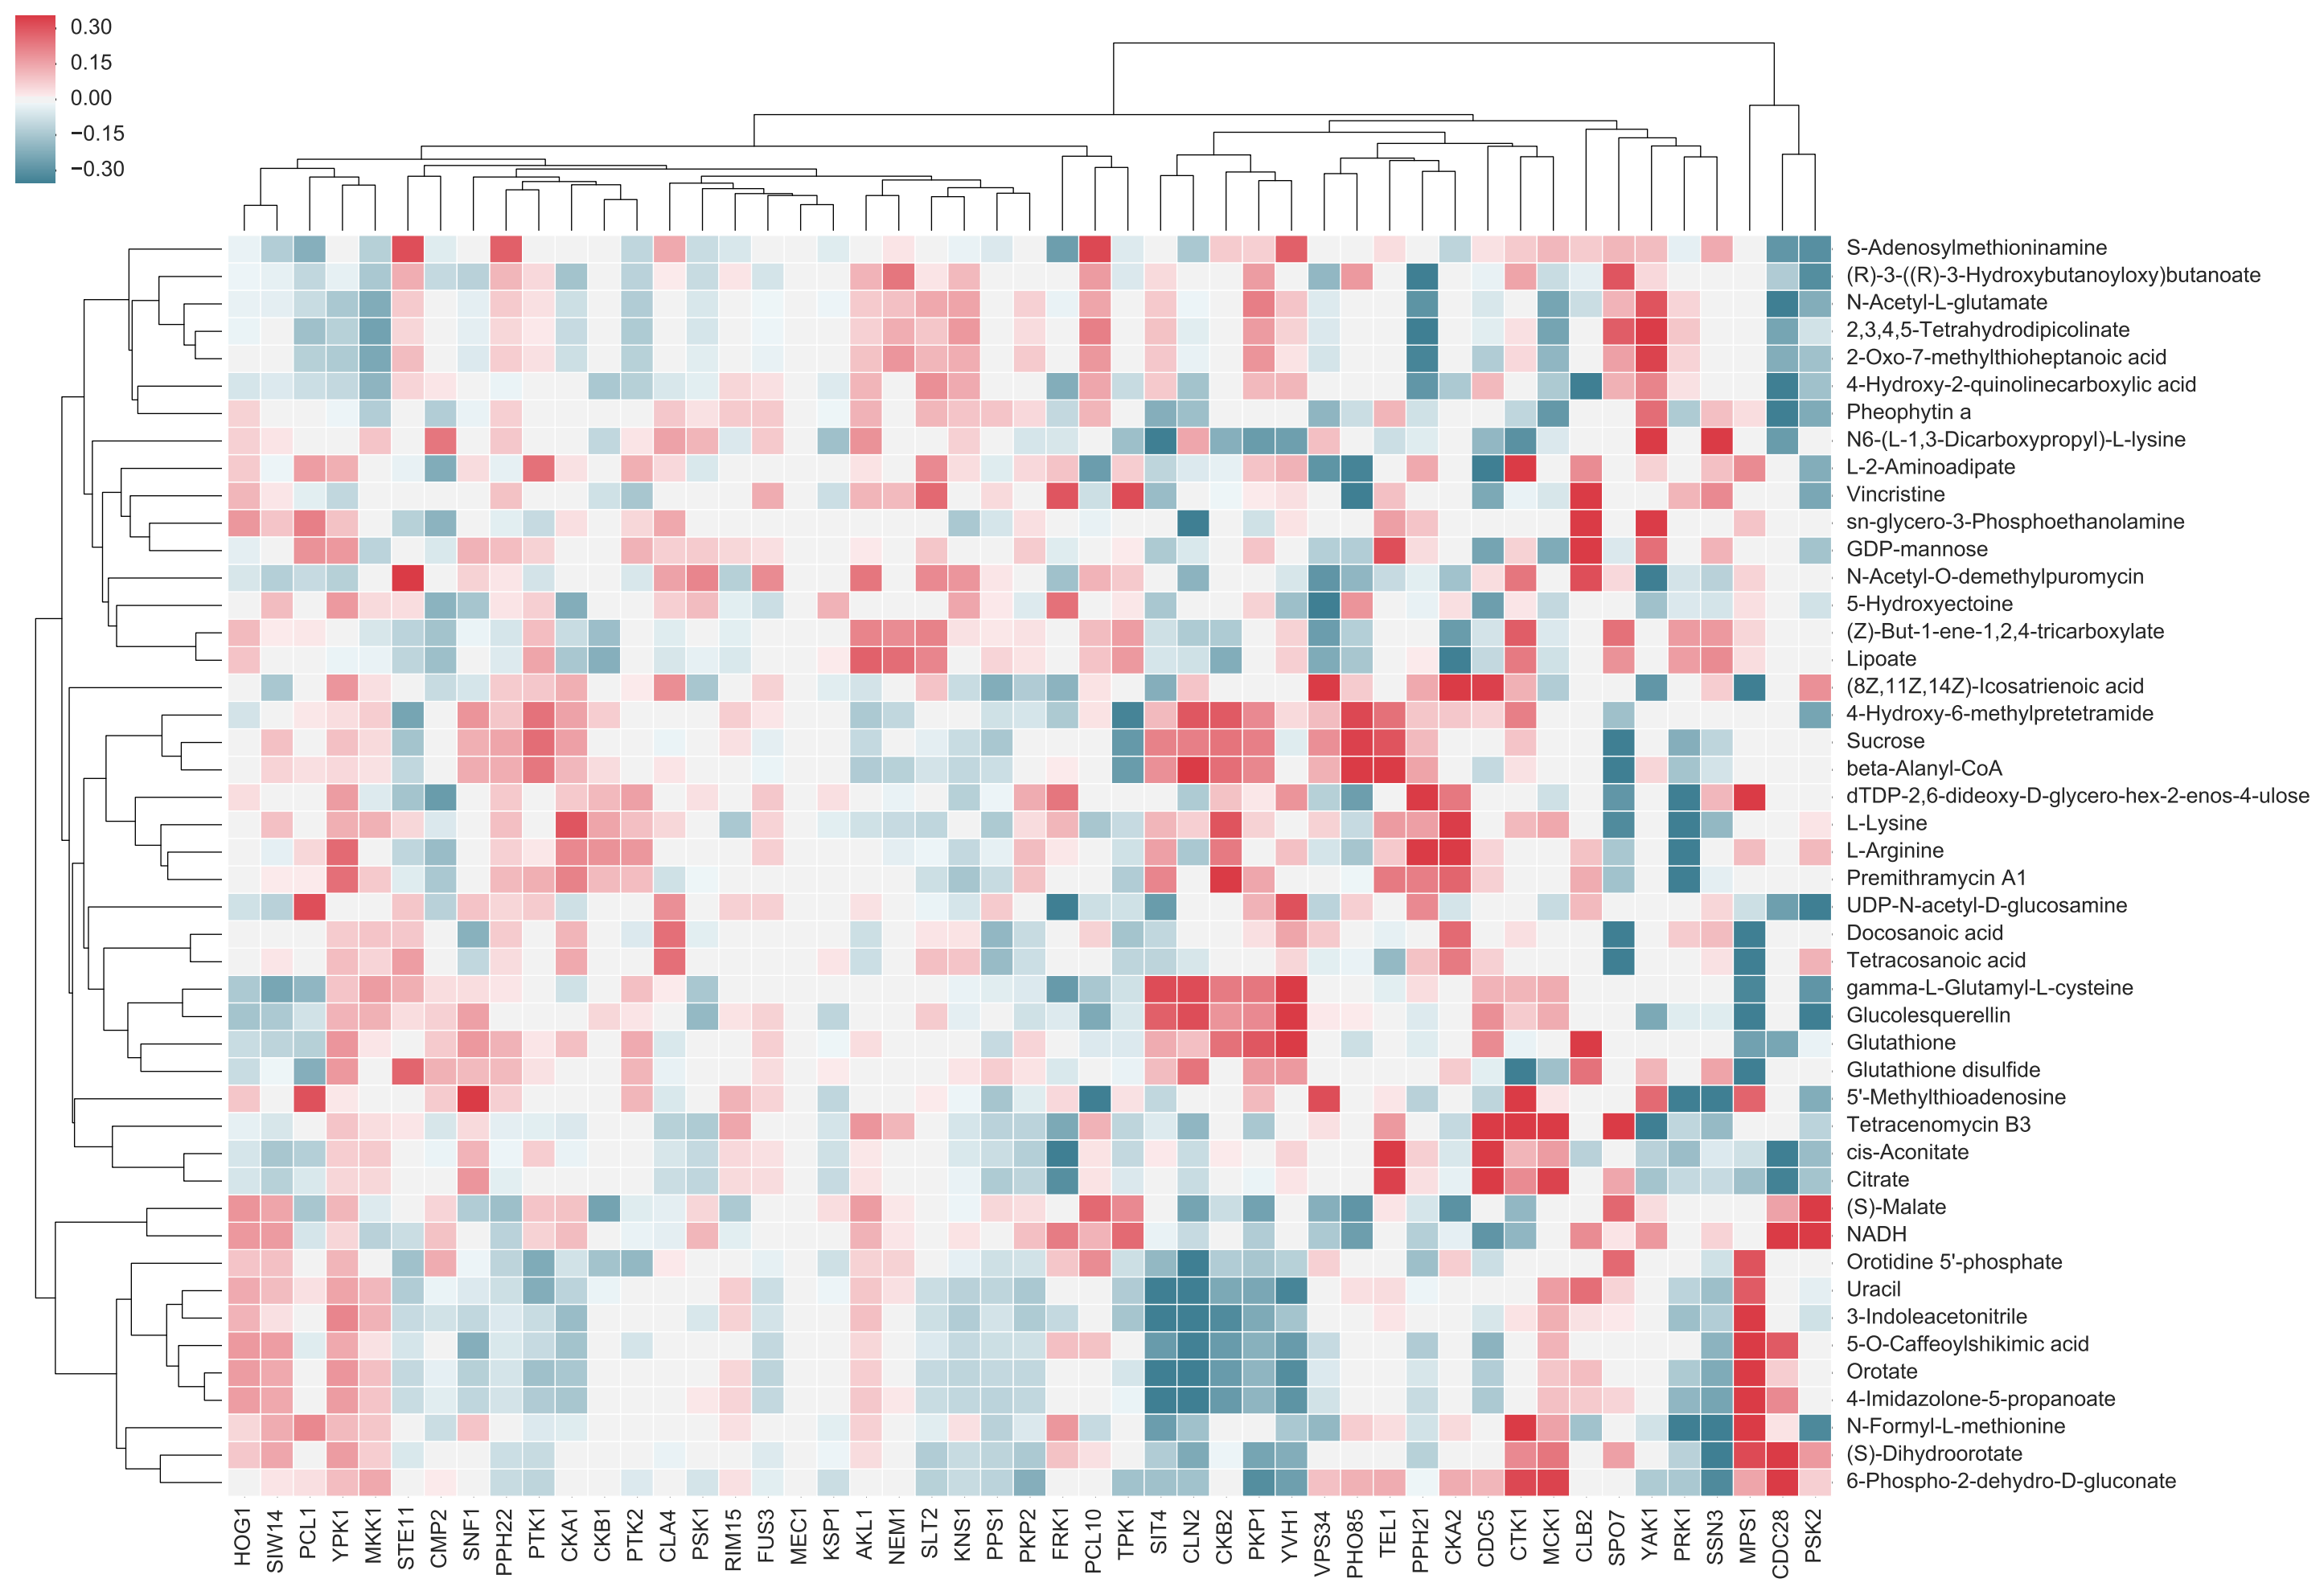 0.30
0.15
0.00
−0.15
−0.30
S-Adenosylmethioninamine
(R)-3-((R)-3-Hydroxybutanoyloxy)butanoate
N-Acetyl-L-glutamate
2,3,4,5-Tetrahydrodipicolinate
2-Oxo-7-methylthioheptanoic acid
4-Hydroxy-2-quinolinecarboxylic acid
Pheophytin a
N6-(L-1,3-Dicarboxypropyl)-L-lysine
L-2-Aminoadipate
Vincristine
sn-glycero-3-Phosphoethanolamine
GDP-mannose
N-Acetyl-O-demethylpuromycin
5-Hydroxyectoine
(Z)-But-1-ene-1,2,4-tricarboxylate
Lipoate
(8Z,11Z,14Z)-Icosatrienoic acid
4-Hydroxy-6-methylpretetramide
Sucrose
beta-Alanyl-CoA
dTDP-2,6-dideoxy-D-glycero-hex-2-enos-4-ulose
L-Lysine
L-Arginine
Premithramycin A1
UDP-N-acetyl-D-glucosamine
Docosanoic acid
Tetracosanoic acid
gamma-L-Glutamyl-L-cysteine
Glucolesquerellin
Glutathione
Glutathione disulfide
5'-Methylthioadenosine
Tetracenomycin B3
cis-Aconitate
Citrate
(S)-Malate
NADH
Orotidine 5'-phosphate
Uracil
3-Indoleacetonitrile
5-O-Caffeoylshikimic acid
Orotate
4-Imidazolone-5-propanoate
N-Formyl-L-methionine
(S)-Dihydroorotate
6-Phospho-2-dehydro-D-gluconate
HOG1
SIW14
PCL1
YPK1
MKK1
STE11
CMP2
SNF1
PPH22
PTK1
CKA1
CKB1
PTK2
CLA4
PSK1
RIM15
FUS3
MEC1
KSP1
AKL1
NEM1
SLT2
KNS1
PPS1
PKP2
FRK1
PCL10
TPK1
SIT4
CLN2
CKB2
PKP1
YVH1
VPS34
PHO85
TEL1
PPH21
CKA2
CDC5
CTK1
MCK1
CLB2
SPO7
YAK1
PRK1
SSN3
MPS1
CDC28
PSK2